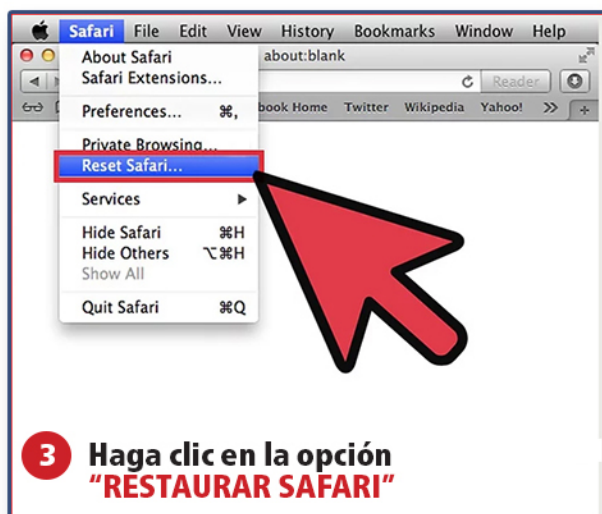 Safari File Edit View History Bookmarks Window Help
About Safari
about:blank
Safari Extensions...
Reader
Preferences... ⌘,
book Home Twitter Wikipedia Yahoo! >> +
Private Browsing...
Reset Safari...
Services ▶
Hide Safari ⌘H
Hide Others ⌥⌘H
Show All
Quit Safari ⌘Q
3 Haga clic en la opción
“RESTAURAR SAFARI”